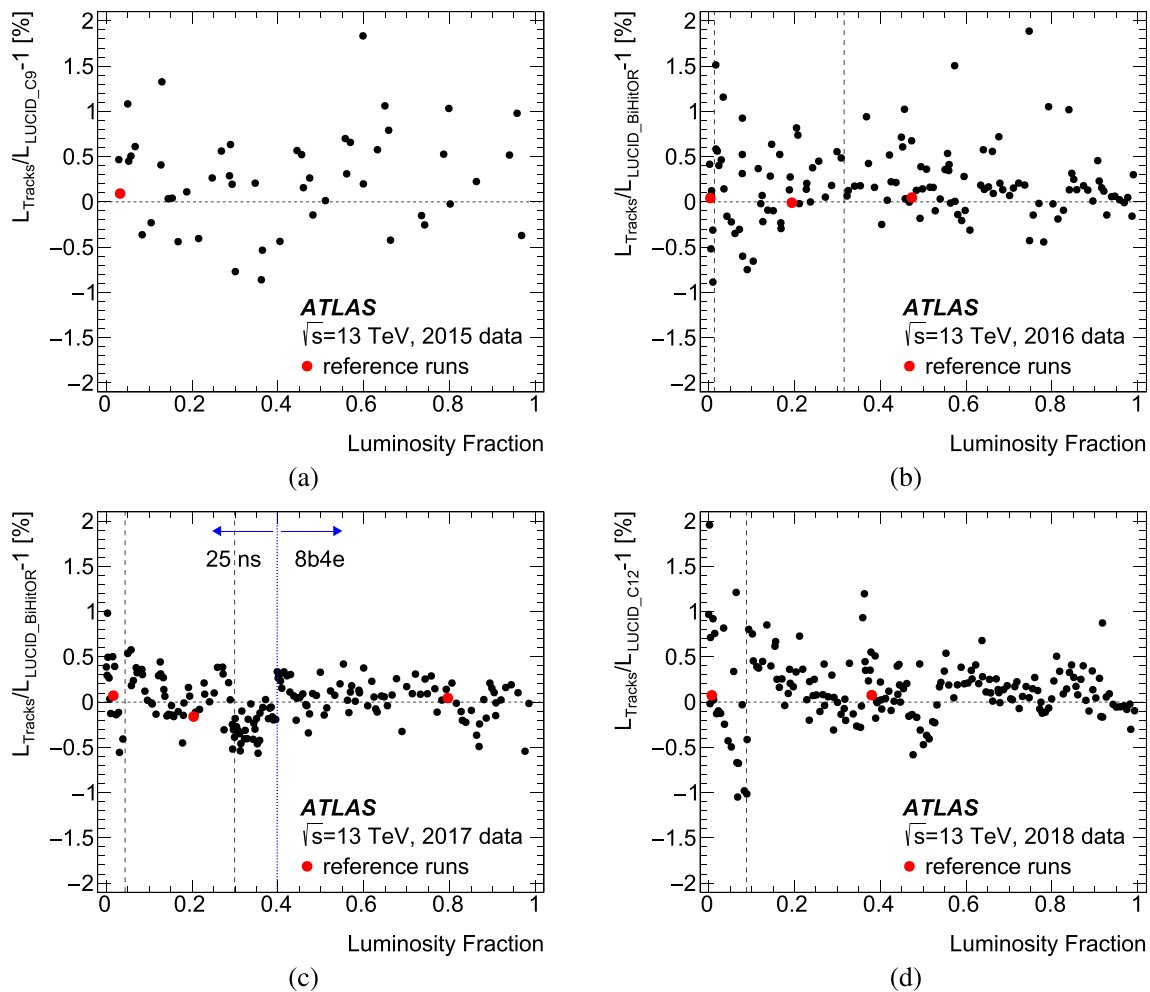 L_Tracks/L_LUCID_C9-1 [%]
2
1.5
1
0.5
0
−0.5
−1
−1.5
−2
ATLAS
√s=13 TeV, 2015 data
reference runs
0 0.2 0.4 0.6 0.8 1
Luminosity Fraction
(a)
L_Tracks/L_LUCID_BiHitOR-1 [%]
2
1.5
1
0.5
0
−0.5
−1
−1.5
−2
ATLAS
√s=13 TeV, 2016 data
reference runs
0 0.2 0.4 0.6 0.8 1
Luminosity Fraction
(b)
L_Tracks/L_LUCID_BiHitOR-1 [%]
2
1.5
1
0.5
0
−0.5
−1
−1.5
−2
25 ns 8b4e
ATLAS
√s=13 TeV, 2017 data
reference runs
0 0.2 0.4 0.6 0.8 1
Luminosity Fraction
(c)
L_Tracks/L_LUCID_C12-1 [%]
2
1.5
1
0.5
0
−0.5
−1
−1.5
−2
ATLAS
√s=13 TeV, 2018 data
reference runs
0 0.2 0.4 0.6 0.8 1
Luminosity Fraction
(d)